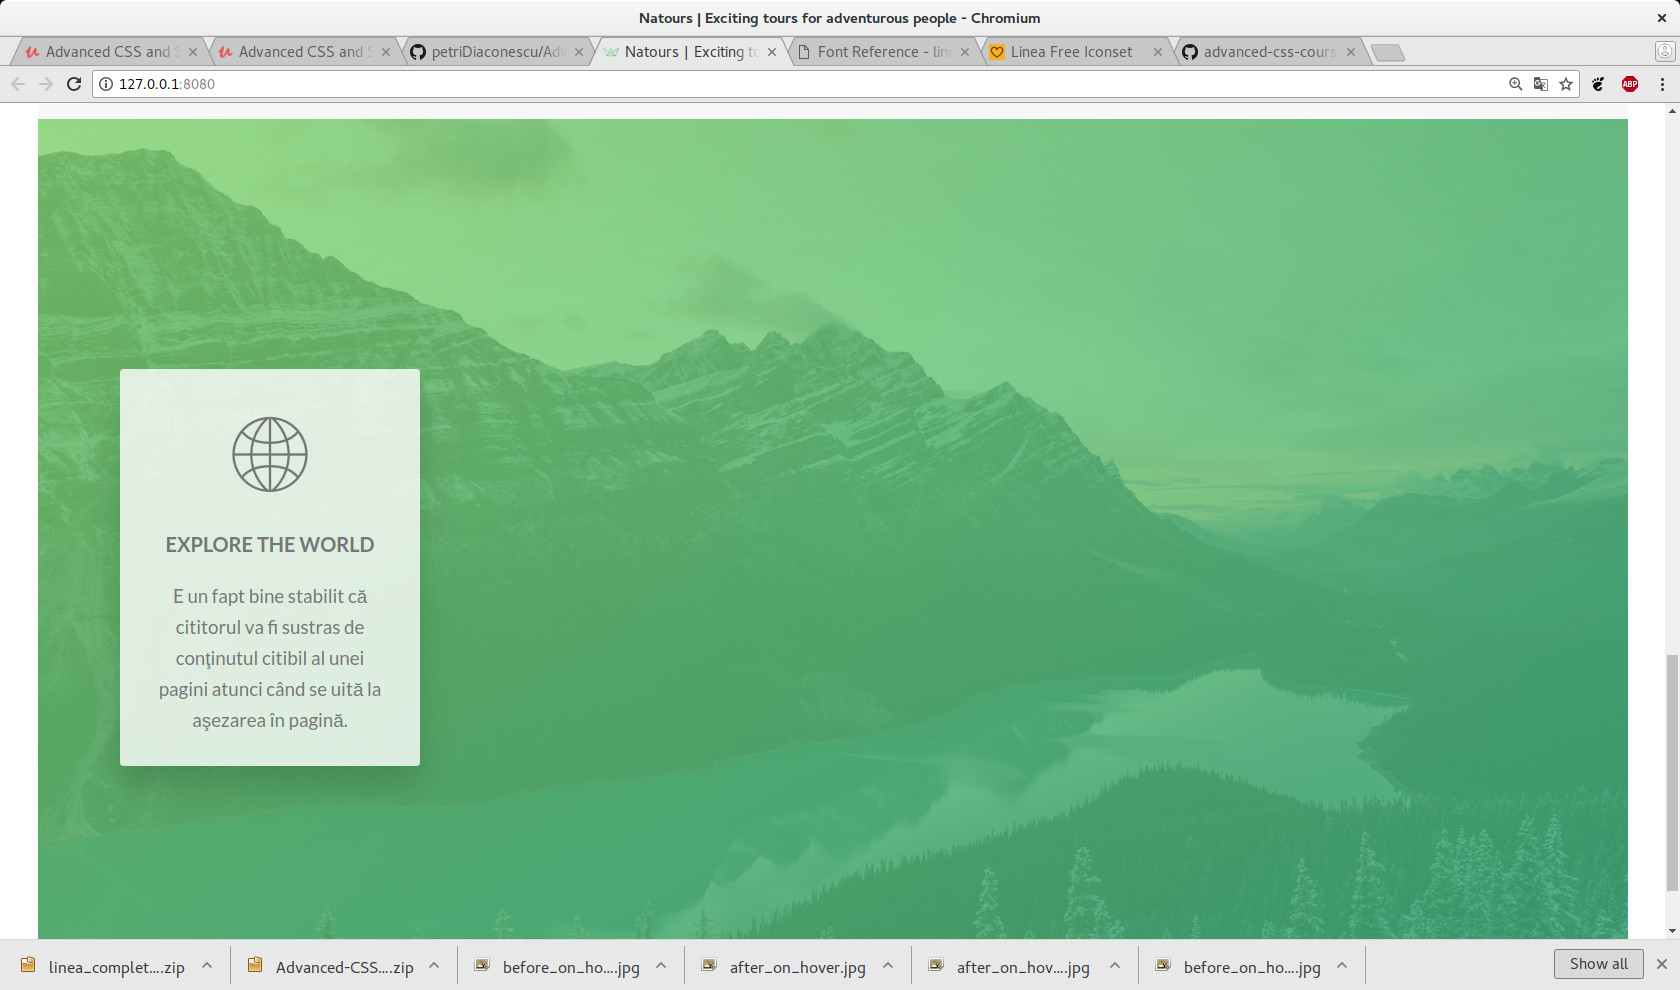 Natours | Exciting tours for adventurous people - Chromium
Advanced CSS and S
Advanced CSS and S
petriDiaconescu/Adv
Natours | Exciting to
Font Reference - line
Linea Free Iconset
advanced-css-cours
127.0.0.1:8080
ABP
EXPLORE THE WORLD
E un fapt bine stabilit că
cititorul va fi sustras de
conţinutul citibil al unei
pagini atunci când se uită la
aşezarea în pagină.
linea_complet....zip
Advanced-CSS....zip
before_on_ho....jpg
after_on_hover.jpg
after_on_hov....jpg
before_on_ho....jpg
Show all